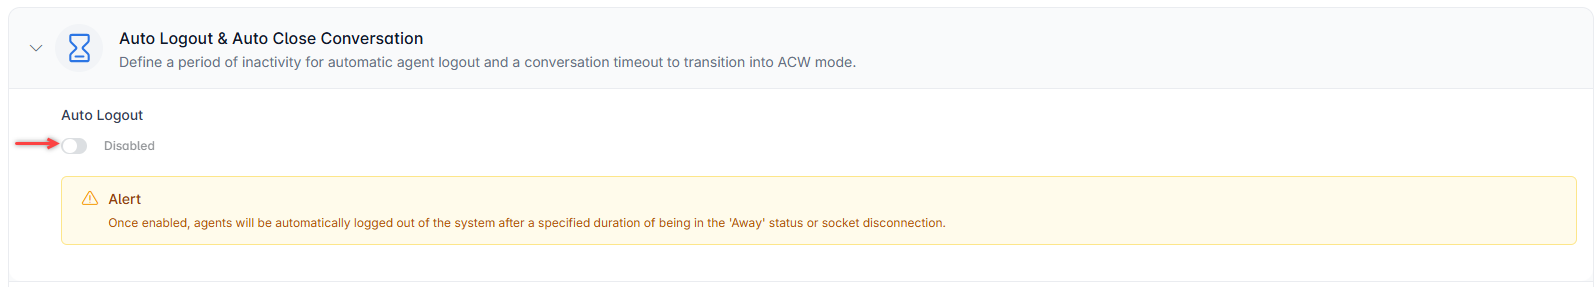 Auto Logout & Auto Close Conversation
Define a period of inactivity for automatic agent logout and a conversation timeout to transition into ACW mode.
Auto Logout
Disabled
Alert
Once enabled, agents will be automatically logged out of the system after a specified duration of being in the 'Away' status or socket disconnection.